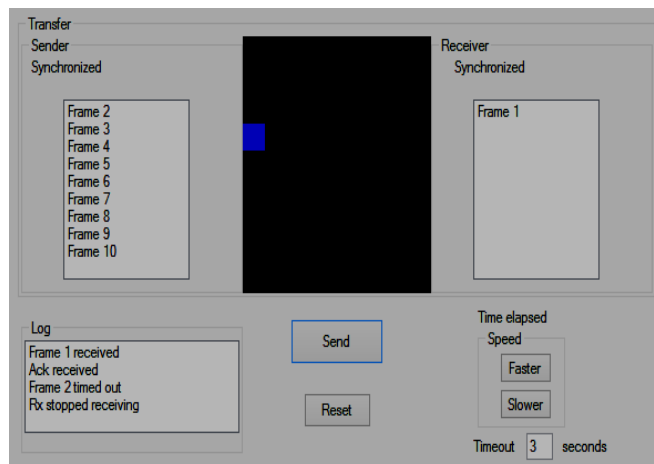 Transfer
Sender
Receiver
Synchronized
Synchronized
Frame 2
Frame 3
Frame 4
Frame 5
Frame 6
Frame 7
Frame 8
Frame 9
Frame 10
Frame 1
Log
Frame 1 received
Ack received
Frame 2 timed out
Rx stopped receiving
Send
Reset
Time elapsed
Speed
Faster
Slower
Timeout 3 seconds